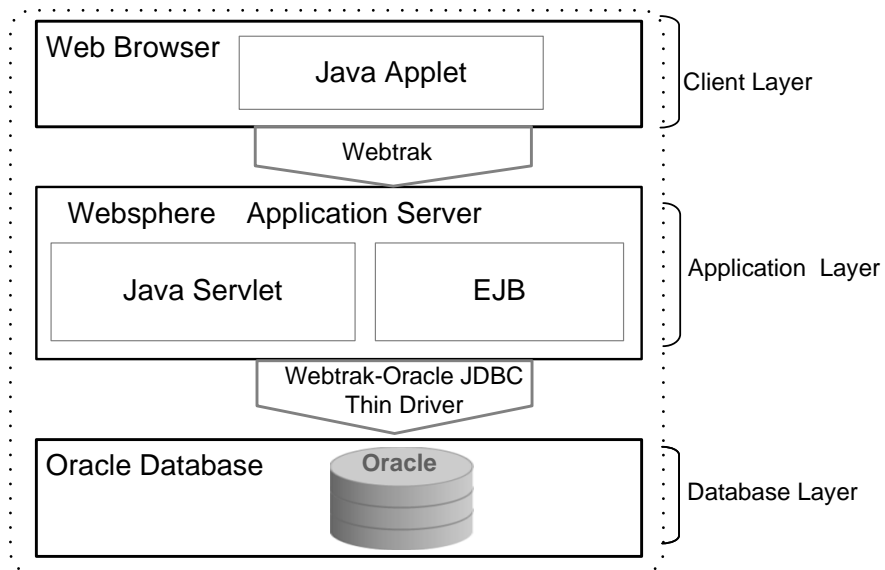 Web Browser
Java Applet
Client Layer
Webtrak
Websphere Application Server
Java Servlet
EJB
Application Layer
Webtrak-Oracle JDBC
Thin Driver
Oracle Database
Oracle
Database Layer